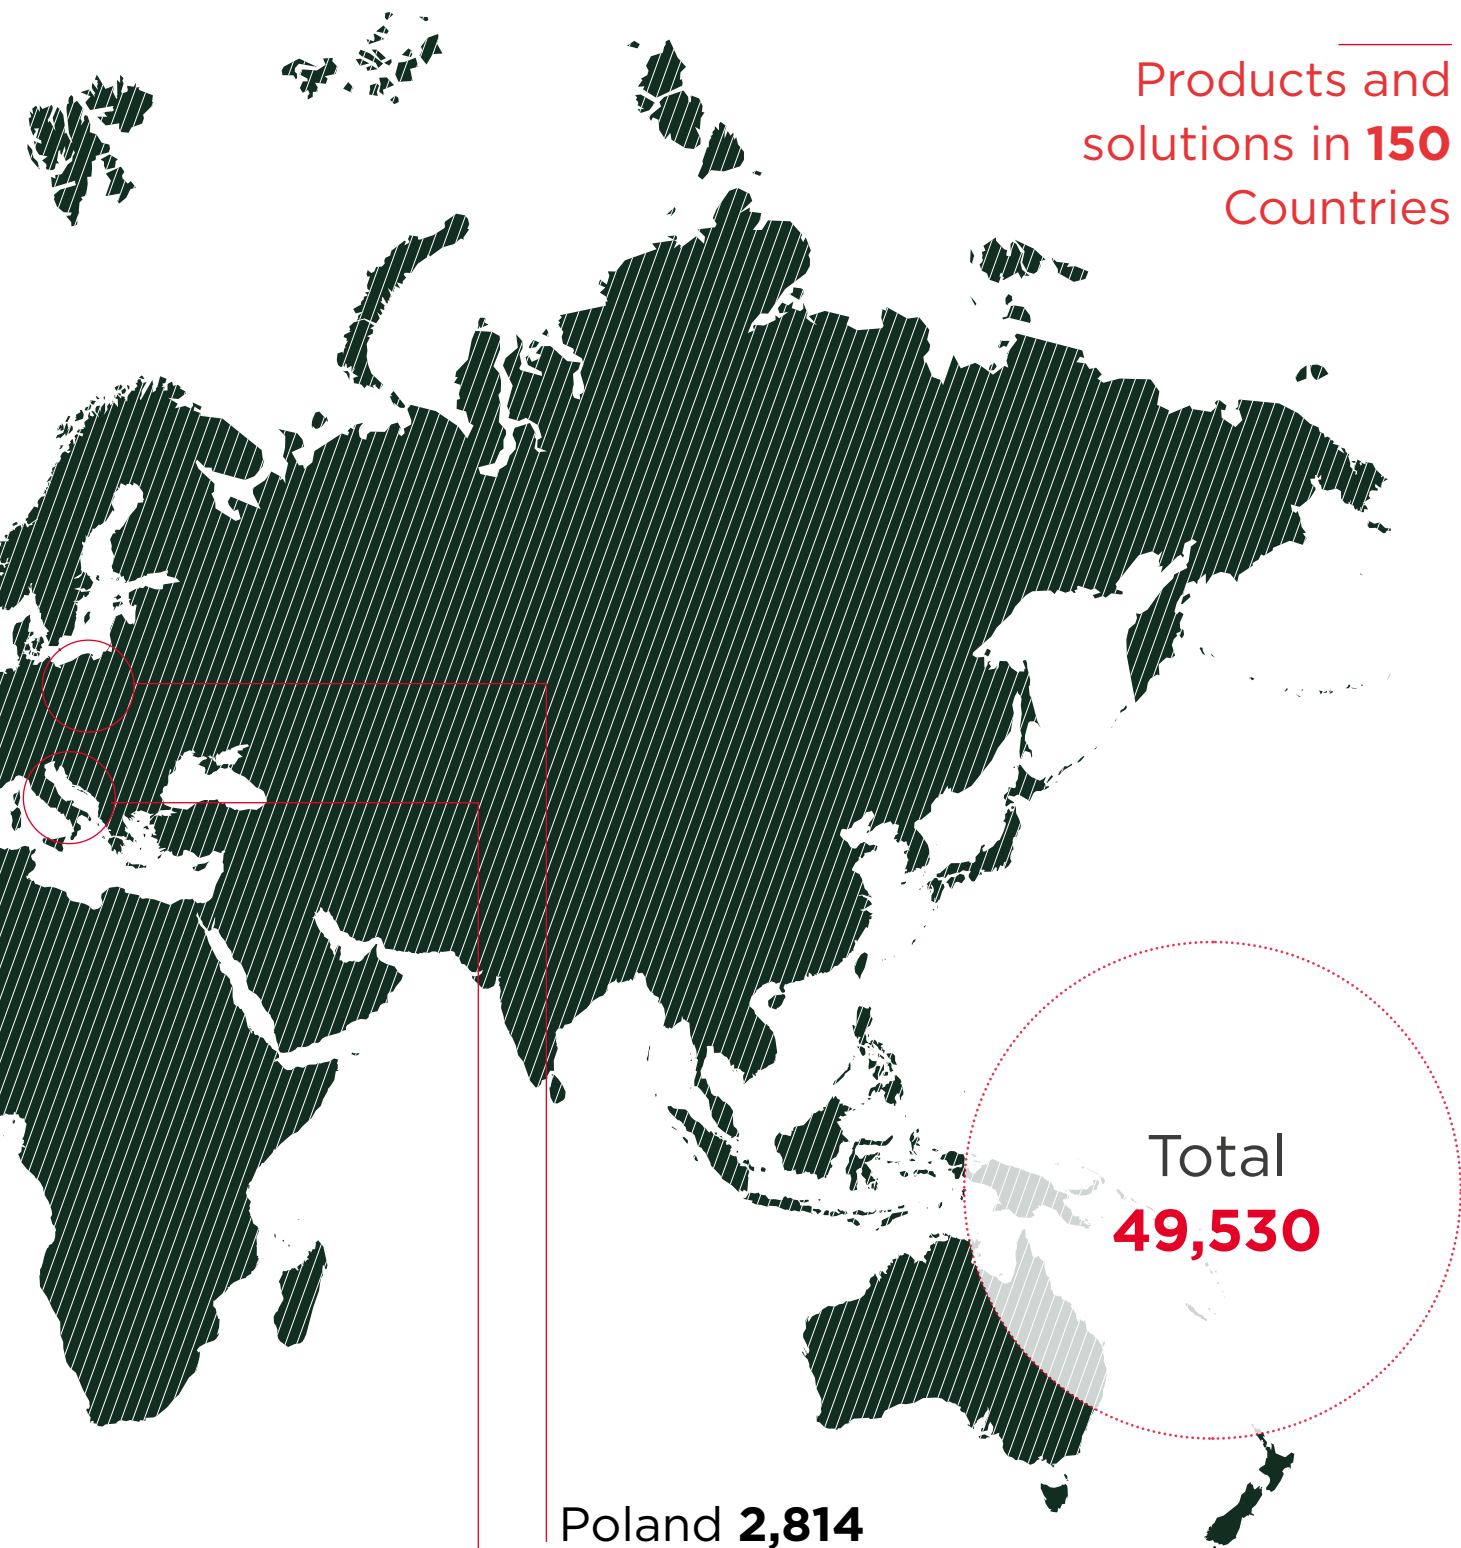 Products and
solutions in 150
Countries
Total
49,530
Poland 2,814